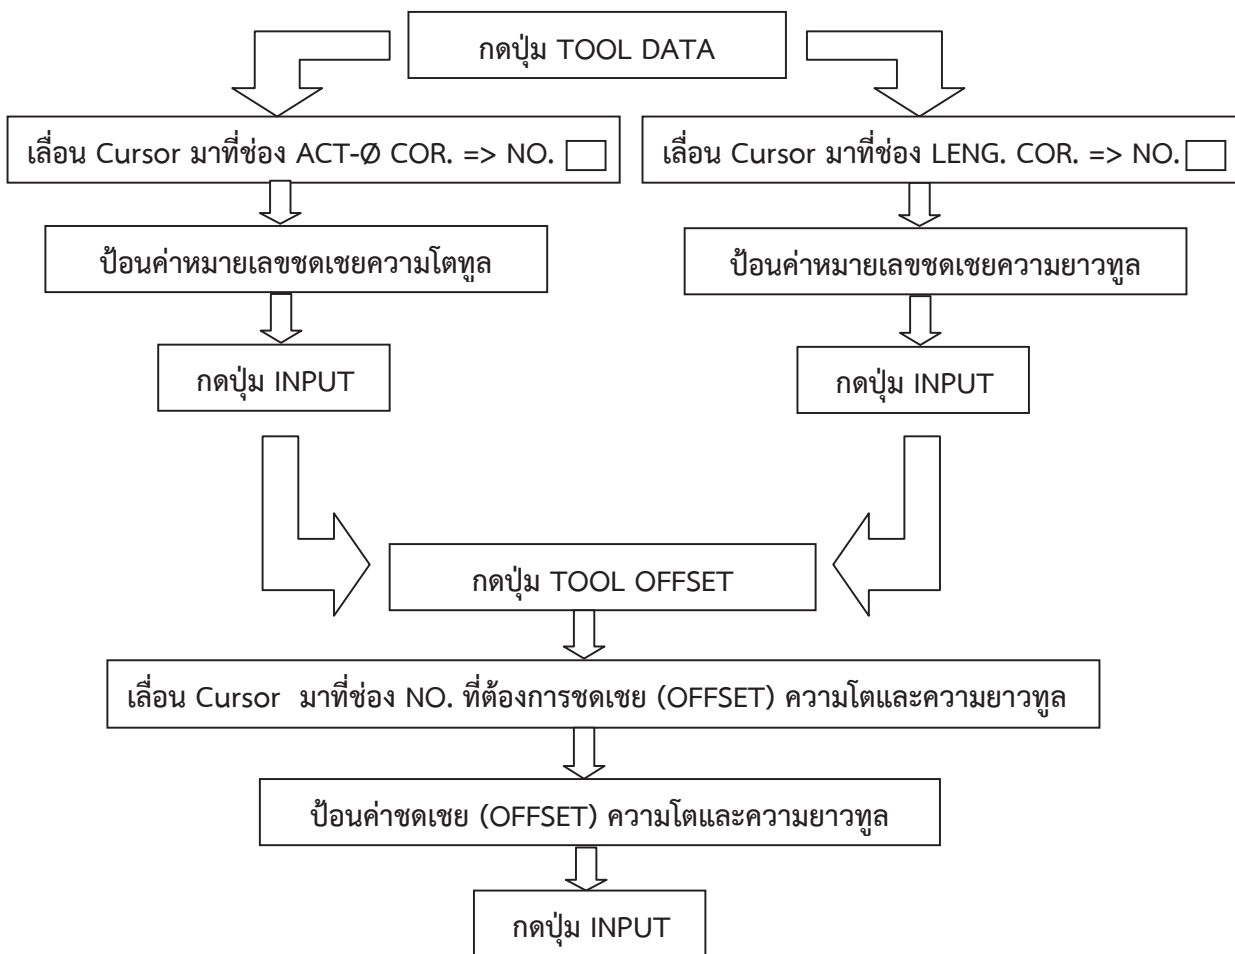 กดปุ่ม TOOL DATA
เลื่อน Cursor มาที่ช่อง ACT-Ø COR. => NO.
เลื่อน Cursor มาที่ช่อง LENG. COR. => NO.
ป้อนค่าหมายเลขชดเชยความโตทูล
ป้อนค่าหมายเลขชดเชยความยาวทูล
กดปุ่ม INPUT
กดปุ่ม INPUT
กดปุ่ม TOOL OFFSET
เลื่อน Cursor มาที่ช่อง NO. ที่ต้องการชดเชย (OFFSET) ความโตและความยาวทูล
ป้อนค่าชดเชย (OFFSET) ความโตและความยาวทูล
กดปุ่ม INPUT